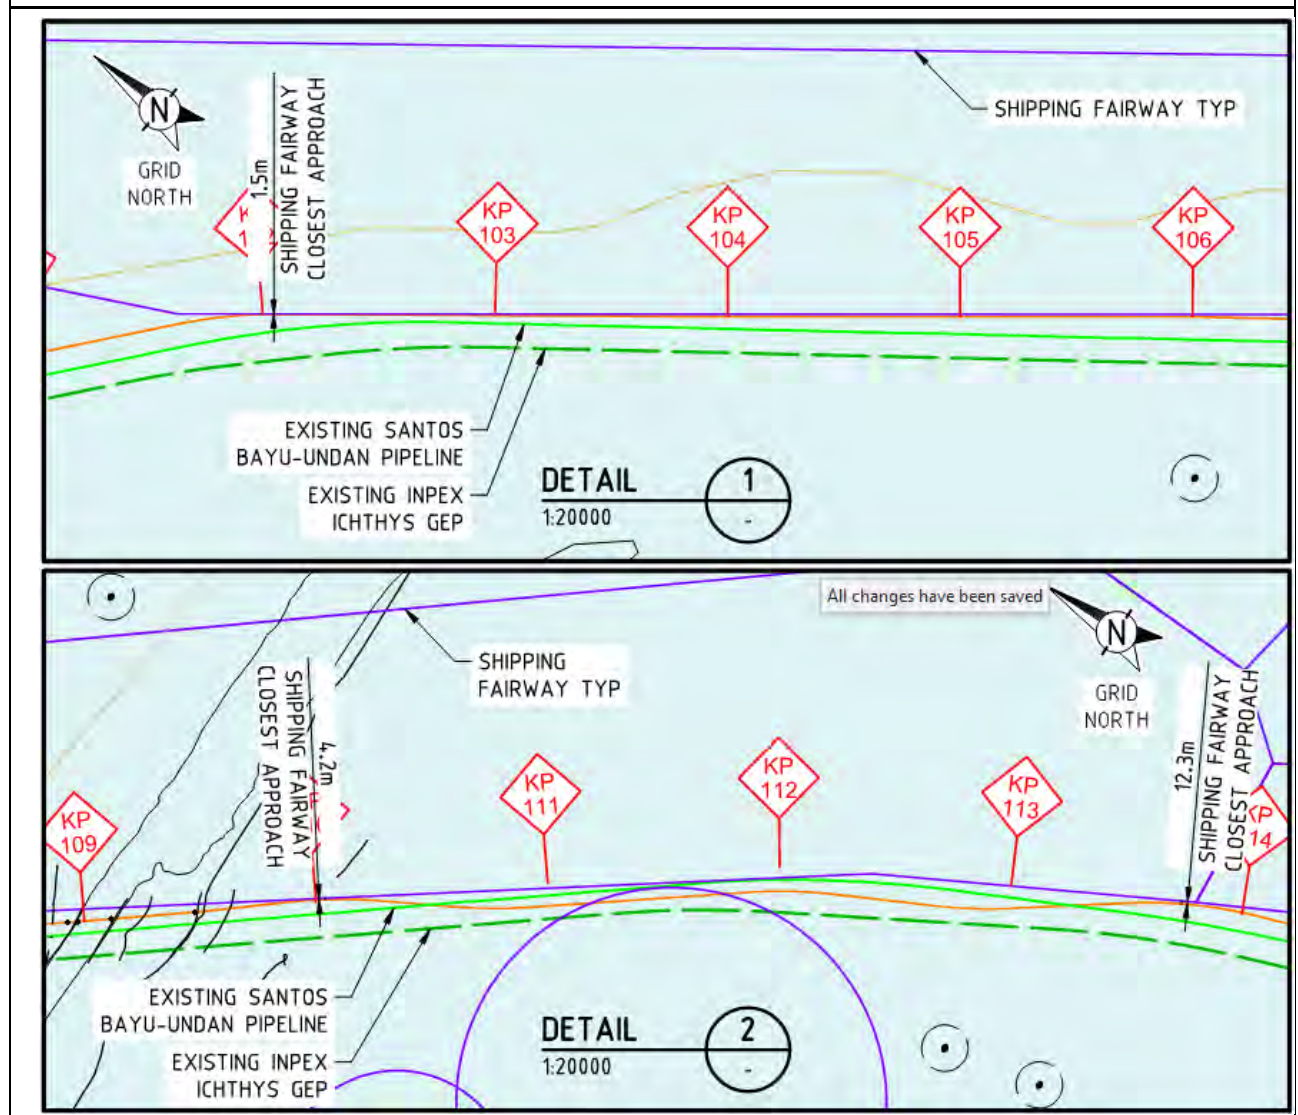 SHIPPING FAIRWAY TYP
N
GRID
NORTH
1.5m
SHIPPING FAIRWAY
CLOSEST APPROACH
KP
103
KP
104
KP
105
KP
106
EXISTING SANTOS
BAYU-UNDAN PIPELINE
EXISTING INPEX
ICHTHYS GEP
DETAIL
1
1:20000
-
All changes have been saved
N
GRID
NORTH
SHIPPING
FAIRWAY TYP
SHIPPING FAIRWAY
CLOSEST APPROACH
4.2m
12.3m
SHIPPING FAIRWAY
CLOSEST APPROACH
KP
109
KP
111
KP
112
KP
113
KP
14
EXISTING SANTOS
BAYU-UNDAN PIPELINE
EXISTING INPEX
ICHTHYS GEP
DETAIL
2
1:20000
-